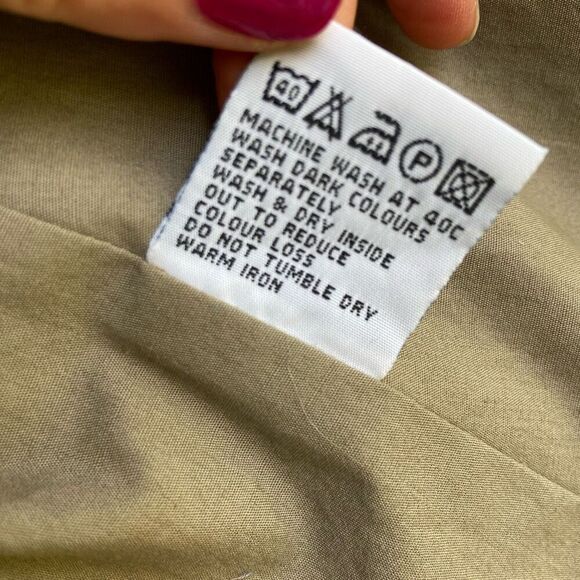 40 P
MACHINE WASH AT 40C
WASH DARK COLOURS
SEPARATELY
WASH & DRY INSIDE
OUT TO REDUCE
COLOUR LOSS
DO NOT TUMBLE DRY
WARM IRON